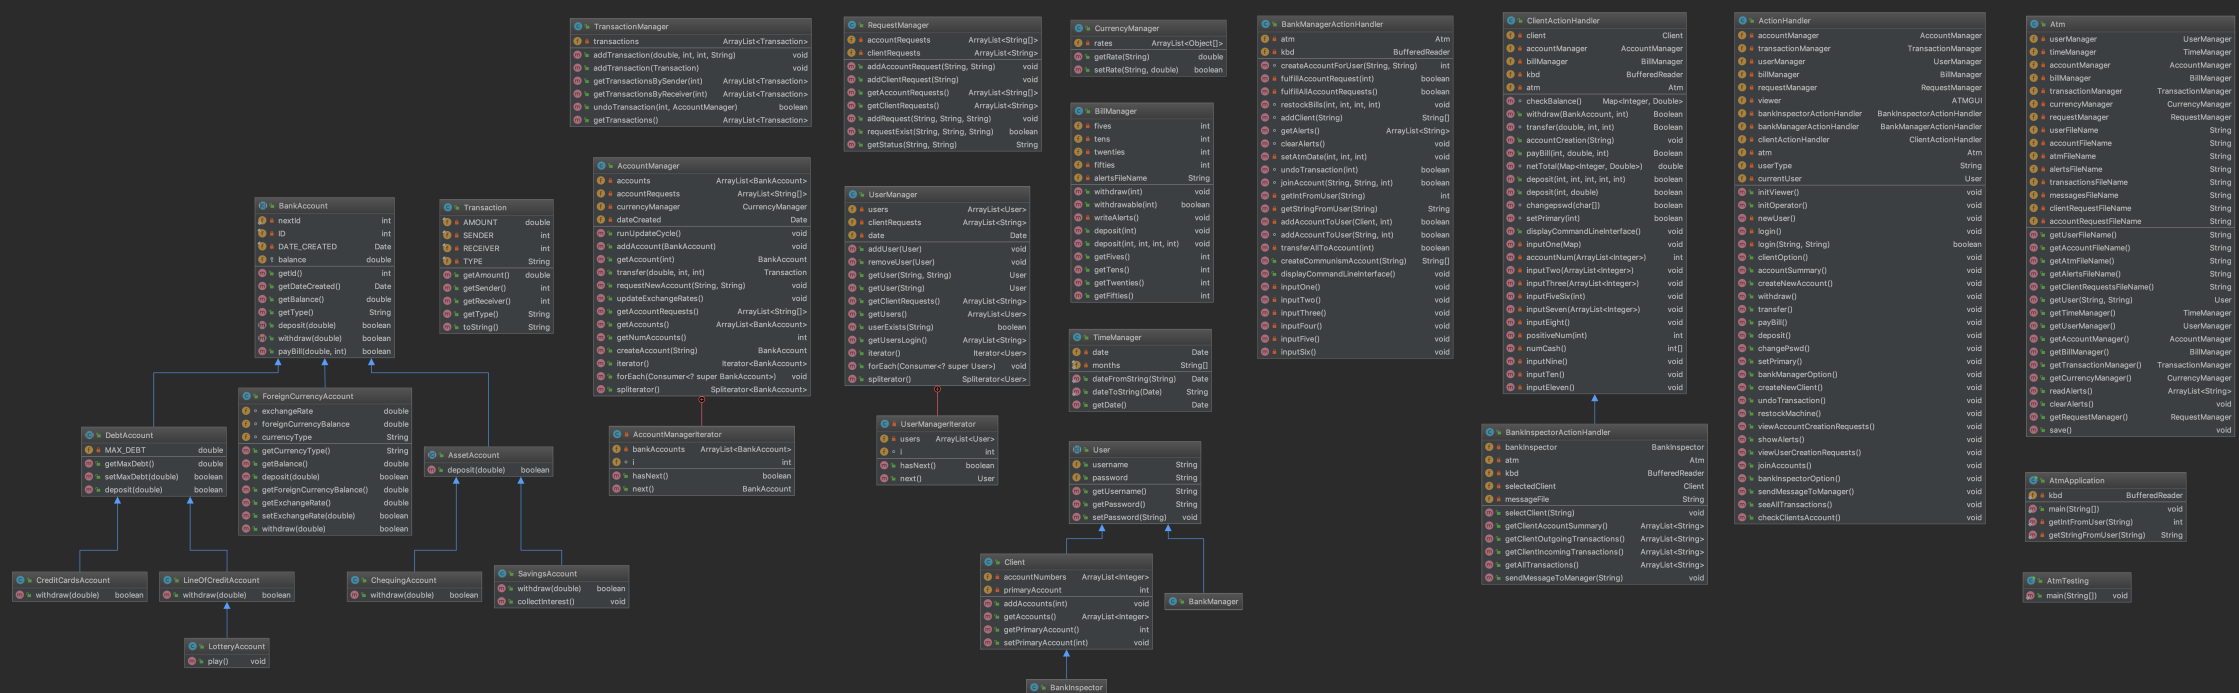 TransactionManager
transactions ArrayList<Transaction>
addTransaction(double, int, int, String) void
addTransaction(Transaction) void
getTransactionsBySender(int) ArrayList<Transaction>
getTransactionsByReceiver(int) ArrayList<Transaction>
undoTransaction(int, AccountManager) boolean
getTransactions() ArrayList<Transaction>
RequestManager
accountRequests ArrayList<String[]>
clientRequests ArrayList<String>
addAccountRequest(String, String) void
addClientRequest(String) void
getAccountRequests() ArrayList<String[]>
getClientRequests() ArrayList<String>
addRequest(String, String, String) void
requestExist(String, String, String) boolean
getStatus(String, String) String
CurrencyManager
rates ArrayList<Object[]>
getRate(String) double
setRate(String, double) boolean
BankManagerActionHandler
atm Atm
kbd BufferedReader
createAccountForUser(String, String) int
fulfillAccountRequest(int) boolean
fulfillAllAccountRequests() boolean
restockBills(int, int, int, int) void
addClient(String) String[]
getAlerts() ArrayList<String>
clearAlerts() void
setAtmDate(int, int, int) void
undoTransaction(int) boolean
joinAccount(String, String, int) boolean
getIntFromUser(String) int
getStringFromUser(String) String
addAccountToUser(Client, int) boolean
addAccountToUser(String, int) boolean
transferAllToAccount(int) boolean
createCommunismAccount(String) String[]
displayCommandLineInterface() void
inputOne() void
inputTwo() void
inputThree() void
inputFour() void
inputFive() void
inputSix() void
ClientActionHandler
client Client
accountManager AccountManager
billManager BillManager
kbd BufferedReader
atm Atm
checkBalance() Map<Integer, Double>
withdraw(BankAccount, int) Boolean
transfer(double, int, int) Boolean
accountCreation(String) void
payBill(int, double, int) Boolean
netTotal(Map<Integer, Double>) double
deposit(int, int, int, int) boolean
deposit(int, double) boolean
changepswd(char[]) boolean
setPrimary(int) boolean
displayCommandLineInterface() void
inputOne(Map) void
accountNum(ArrayList<Integer>) int
inputTwo(ArrayList<Integer>) void
inputThree(ArrayList<Integer>) void
inputFiveSix(int) void
inputSeven(ArrayList<Integer>) void
inputEight() void
positiveNum(int) int
numCash() int[]
inputNine() void
inputTen() void
inputEleven() void
ActionHandler
accountManager AccountManager
transactionManager TransactionManager
userManager UserManager
billManager BillManager
requestManager RequestManager
viewer ATMGUI
bankInspectorActionHandler BankInspectorActionHandler
bankManagerActionHandler BankManagerActionHandler
clientActionHandler ClientActionHandler
atm Atm
userType String
currentUser User
initViewer() void
initOperator() void
newUser() void
login() void
login(String, String) boolean
clientOption() void
accountSummary() void
createNewAccount() void
withdraw() void
transfer() void
payBill() void
deposit() void
changePswd() void
setPrimary() void
bankManagerOption() void
createNewClient() void
undoTransaction() void
restockMachine() void
viewAccountCreationRequests() void
showAlerts() void
viewUserCreationRequests() void
joinAccounts() void
bankInspectorOption() void
sendMessageToManager() void
seeAllTransactions() void
checkClientsAccount() void
Atm
userManager UserManager
timeManager TimeManager
accountManager AccountManager
billManager BillManager
transactionManager TransactionManager
currencyManager CurrencyManager
requestManager RequestManager
userFileName String
accountFileName String
atmFileName String
alertsFileName String
transactionsFileName String
messagesFileName String
clientRequestFileName String
accountRequestFileName String
getUserFileName() String
getAccountFileName() String
getAtmFileName() String
getAlertsFileName() String
getClientRequestsFileName() String
getUser(String, String) User
getTimeManager() TimeManager
getUserManager() UserManager
getAccountManager() AccountManager
getBillManager() BillManager
getTransactionManager() TransactionManager
getCurrencyManager() CurrencyManager
readAlerts() ArrayList<String>
clearAlerts() void
getRequestManager() RequestManager
save() void
BillManager
fives int
tens int
twenties int
fifties int
alertsFileName String
withdraw(int) void
withdrawable(int) boolean
writeAlerts() void
deposit(int) void
deposit(int, int, int, int) void
getFives() int
getTens() int
getTwenties() int
getFifties() int
AccountManager
accounts ArrayList<BankAccount>
accountRequests ArrayList<String[]>
currencyManager CurrencyManager
dateCreated Date
runUpdateCycle() void
addAccount(BankAccount) void
getAccount(int) BankAccount
transfer(double, int, int) Transaction
requestNewAccount(String, String) void
updateExchangeRates() void
getAccountRequests() ArrayList<String[]>
getAccounts() ArrayList<BankAccount>
getNumAccounts() int
createAccount(String) BankAccount
iterator() Iterator<BankAccount>
forEach(Consumer<? super BankAccount>) void
spliterator() Spliterator<BankAccount>
UserManager
users ArrayList<User>
clientRequests ArrayList<String>
date Date
addUser(User) void
removeUser(User) void
getUser(String, String) User
getUser(String) User
getClientRequests() ArrayList<String>
getUsers() ArrayList<User>
userExists(String) boolean
getUsersLogin() ArrayList<String>
iterator() Iterator<User>
forEach(Consumer<? super User>) void
spliterator() Spliterator<User>
BankAccount
nextId int
ID int
DATE_CREATED Date
balance double
getId() int
getDateCreated() Date
getBalance() double
getType() String
deposit(double) boolean
withdraw(double) boolean
payBill(double, int) boolean
Transaction
AMOUNT double
SENDER int
RECEIVER int
TYPE String
getAmount() double
getSender() int
getReceiver() int
getType() String
toString() String
TimeManager
date Date
months String[]
dateFromString(String) Date
dateToString(Date) String
getDate() Date
ForeignCurrencyAccount
exchangeRate double
foreignCurrencyBalance double
currencyType String
getCurrencyType() String
getBalance() double
deposit(double) boolean
getForeignCurrencyBalance() double
getExchangeRate() double
setExchangeRate(double) boolean
withdraw(double) boolean
DebtAccount
MAX_DEBT double
getMaxDebt() double
setMaxDebt(double) boolean
deposit(double) boolean
AssetAccount
deposit(double) boolean
AccountManagerIterator
bankAccounts ArrayList<BankAccount>
i int
hasNext() boolean
next() BankAccount
UserManagerIterator
users ArrayList<User>
i int
hasNext() boolean
next() User
User
username String
password String
getUsername() String
getPassword() String
setPassword(String) void
BankInspectorActionHandler
bankInspector BankInspector
atm Atm
kbd BufferedReader
selectedClient Client
messageFile String
selectClient(String) void
getClientAccountSummary() ArrayList<String>
getClientOutgoingTransactions() ArrayList<String>
getClientIncomingTransactions() ArrayList<String>
getAllTransactions() ArrayList<String>
sendMessageToManager(String) void
AtmApplication
kbd BufferedReader
main(String[]) void
getIntFromUser(String) int
getStringFromUser(String) String
CreditCardsAccount
withdraw(double) boolean
LineOfCreditAccount
withdraw(double) boolean
ChequingAccount
withdraw(double) boolean
SavingsAccount
withdraw(double) boolean
collectInterest() void
Client
accountNumbers ArrayList<Integer>
primaryAccount int
addAccounts(int) void
getAccounts() ArrayList<Integer>
getPrimaryAccount() int
setPrimaryAccount(int) void
BankManager
AtmTesting
main(String[]) void
LotteryAccount
play() void
BankInspector